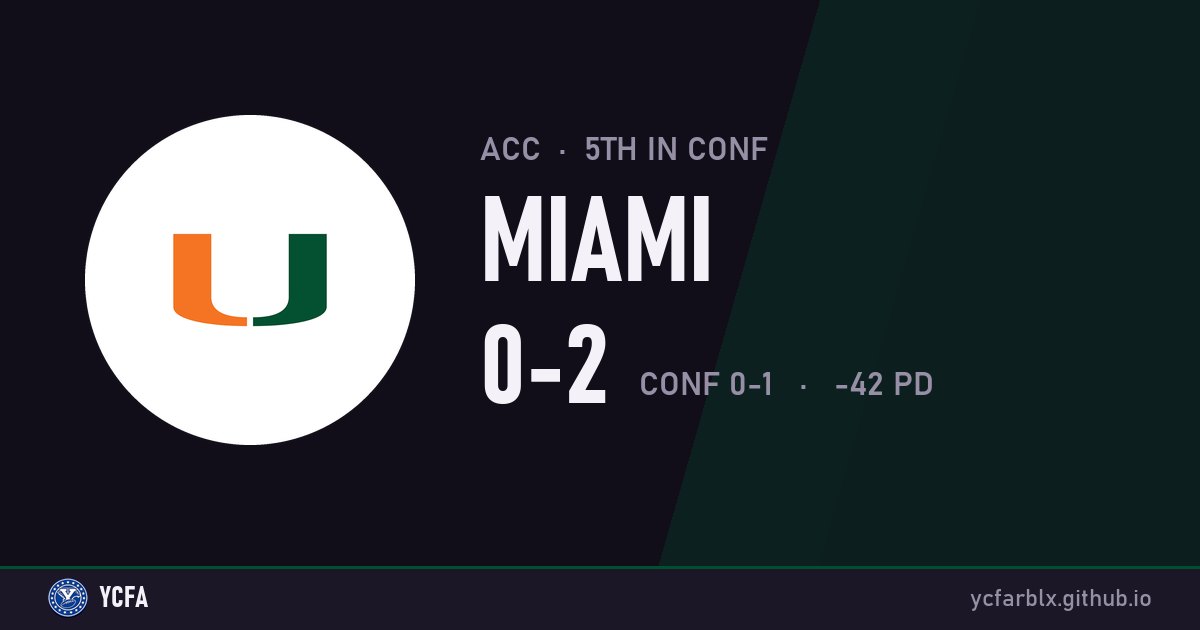 ACC · 5TH IN CONF
MIAMI
0-2 CONF 0-1 · -42 PD
YCFA ycfarblx.github.io